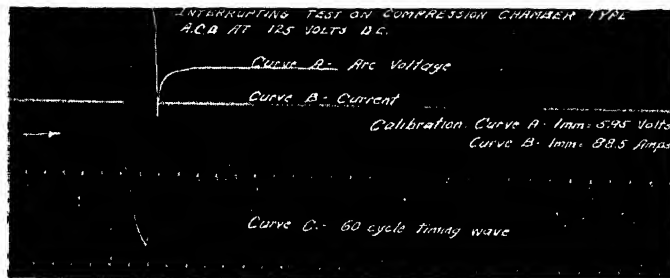 INTERRUPTING TEST ON COMPRESSION CHAMBER TYPE
A.C.B AT 125 VOLTS D.C.
Curve A - Arc Voltage
Curve B - Current
Calibration. Curve A - 1mm = 5.95 Volts
Curve B - 1mm = 88.5 Amps
Curve C. - 60 cycle timing wave